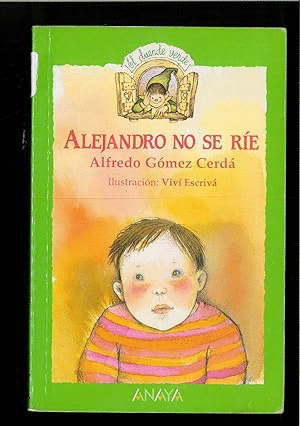 El duende verde
ALEJANDRO NO SE RÍE
Alfredo Gómez Cerdá
Ilustración: Viví Escrivá
ANAYA